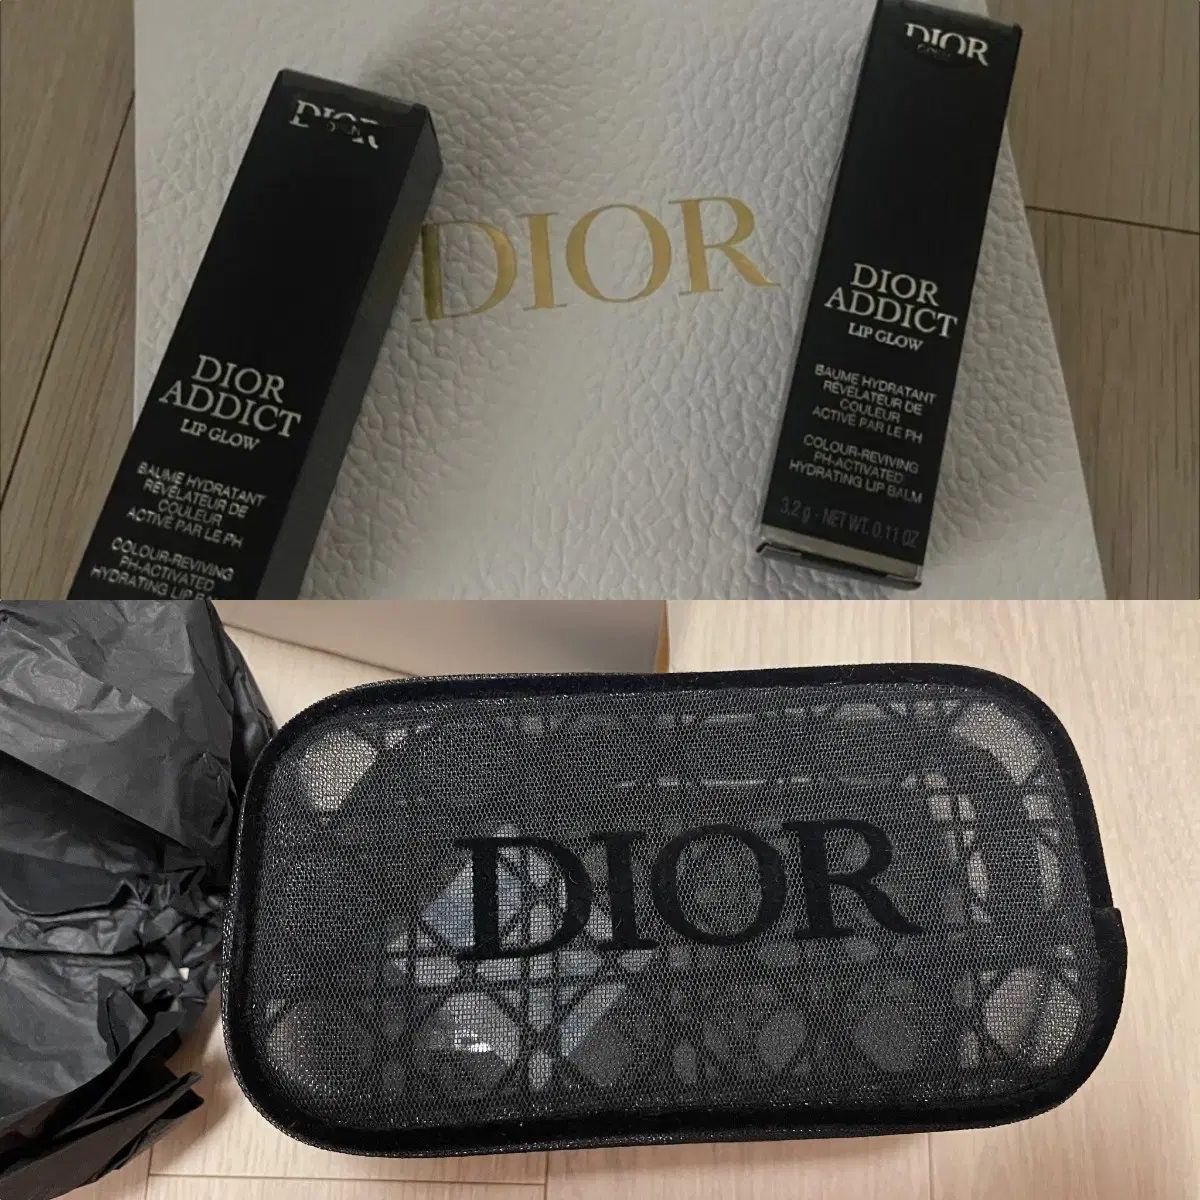 DIOR
DIOR
ADDICT
LIP GLOW
BAUME HYDRATANT
RÉVÉLATEUR DE
COULEUR
ACTIVÉ PAR LE PH
COLOUR-REVIVING
PH-ACTIVATED
HYDRATING LIP
DIOR
DIOR
DIOR
ADDICT
LIP GLOW
BAUME HYDRATANT
RÉVÉLATEUR DE
COULEUR
ACTIVÉ PAR LE PH
COLOUR-REVIVING
PH-ACTIVATED
HYDRATING LIP BALM
3.2 g - NET WT. 0.11 OZ
DIOR